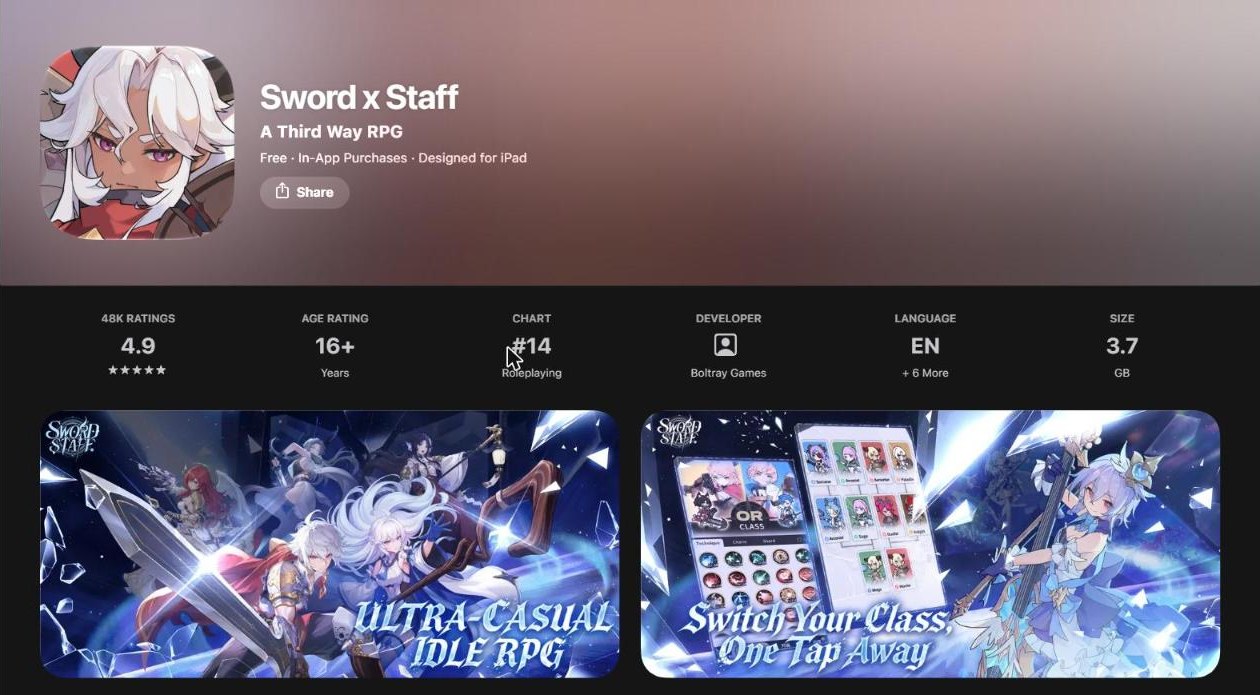 Sword x Staff
A Third Way RPG
Free · In-App Purchases · Designed for iPad
Share
48K RATINGS
4.9
★★★★★
AGE RATING
16+
Years
CHART
#14
Roleplaying
DEVELOPER
Boltray Games
LANGUAGE
EN
+ 6 More
SIZE
3.7
GB
SWORD
STAFF
ULTRA-CASUAL
IDLE RPG
SWORD
STAFF
OR
CLASS
Switch Your Class,
One Tap Away